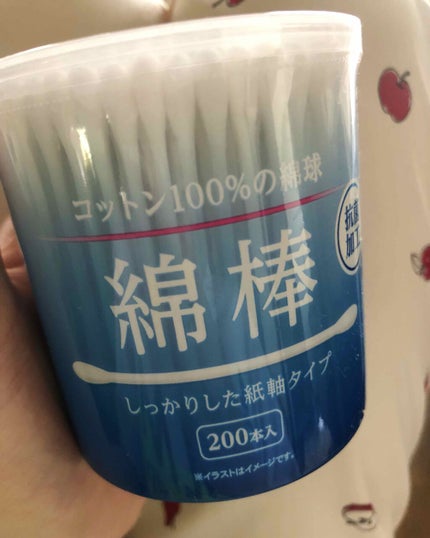 コットン100%の綿球
抗菌
加工
綿棒
しっかりした紙軸タイプ
200本入
※イラストはイメージです。